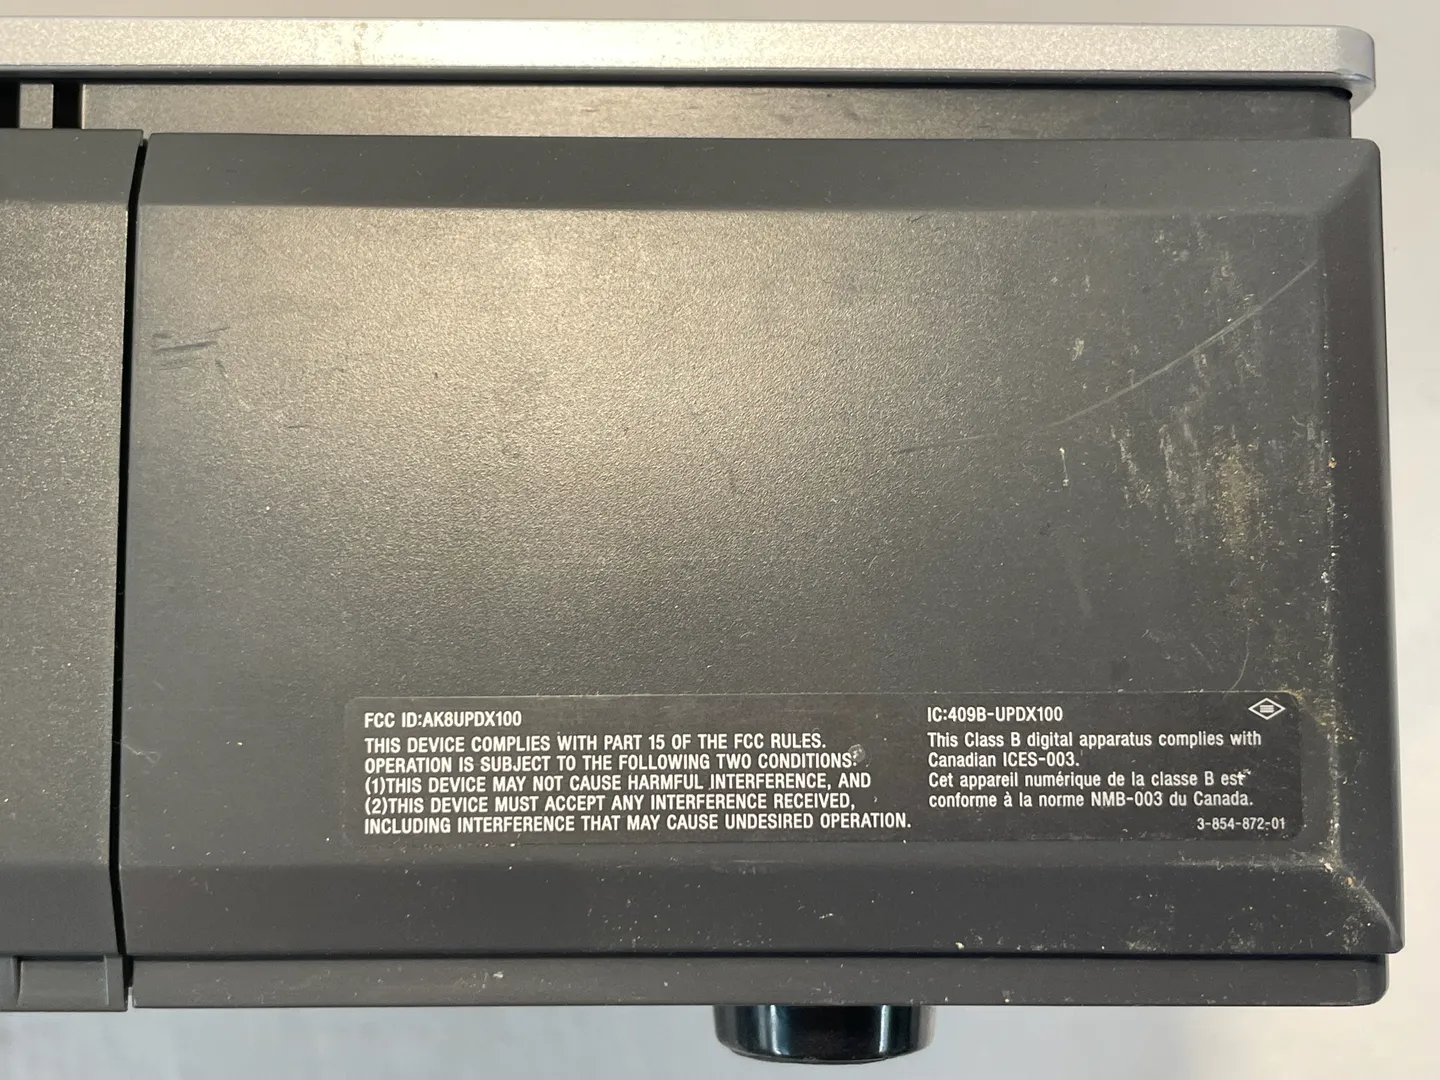 FCC ID:AK8UPDX100
THIS DEVICE COMPLIES WITH PART 15 OF THE FCC RULES.
OPERATION IS SUBJECT TO THE FOLLOWING TWO CONDITIONS:
(1)THIS DEVICE MAY NOT CAUSE HARMFUL INTERFERENCE, AND
(2)THIS DEVICE MUST ACCEPT ANY INTERFERENCE RECEIVED,
INCLUDING INTERFERENCE THAT MAY CAUSE UNDESIRED OPERATION.
IC:409B-UPDX100
This Class B digital apparatus complies with
Canadian ICES-003.
Cet appareil numérique de la classe B est
conforme à la norme NMB-003 du Canada.
3-854-872-01